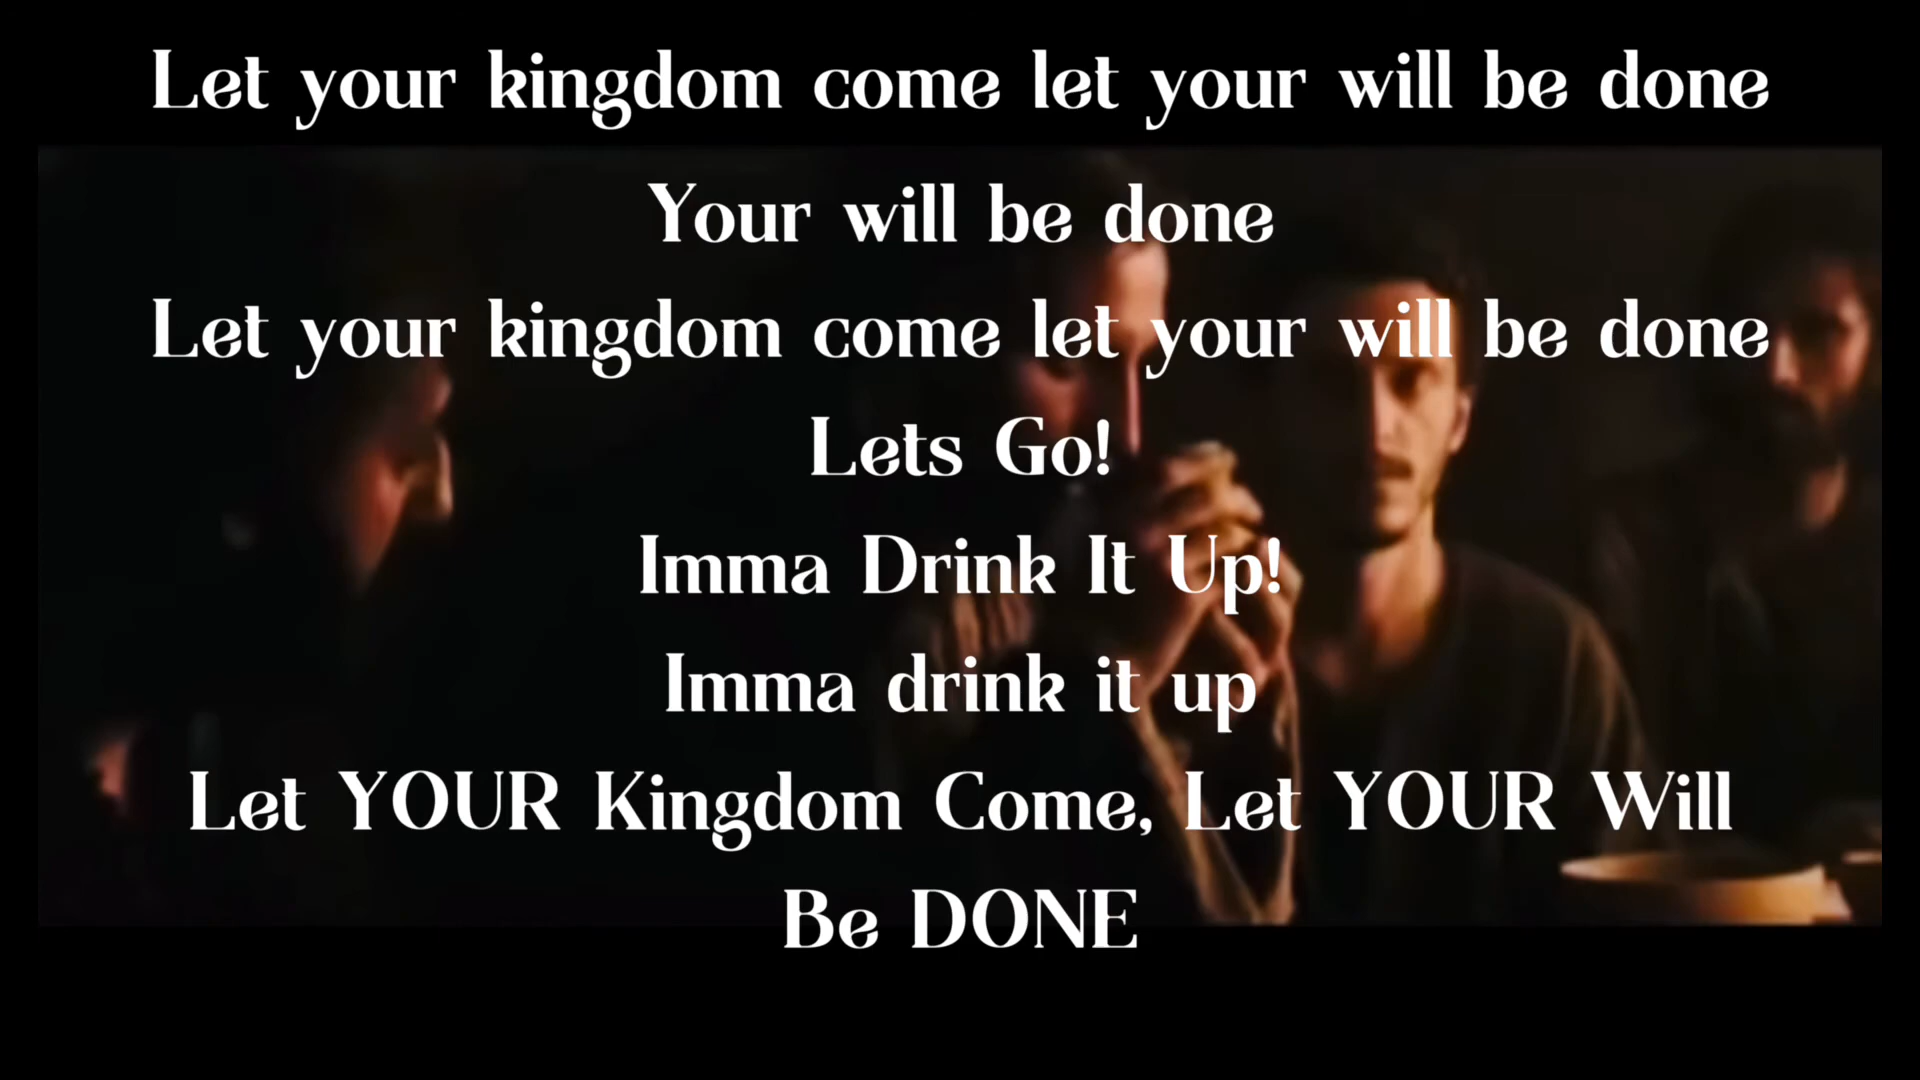 Let your kingdom come let your will be done
Your will be done
Let your kingdom come let your will be done
Lets Go!
Imma Drink It Up!
Imma drink it up
Let YOUR Kingdom Come, Let YOUR Will
Be DONE